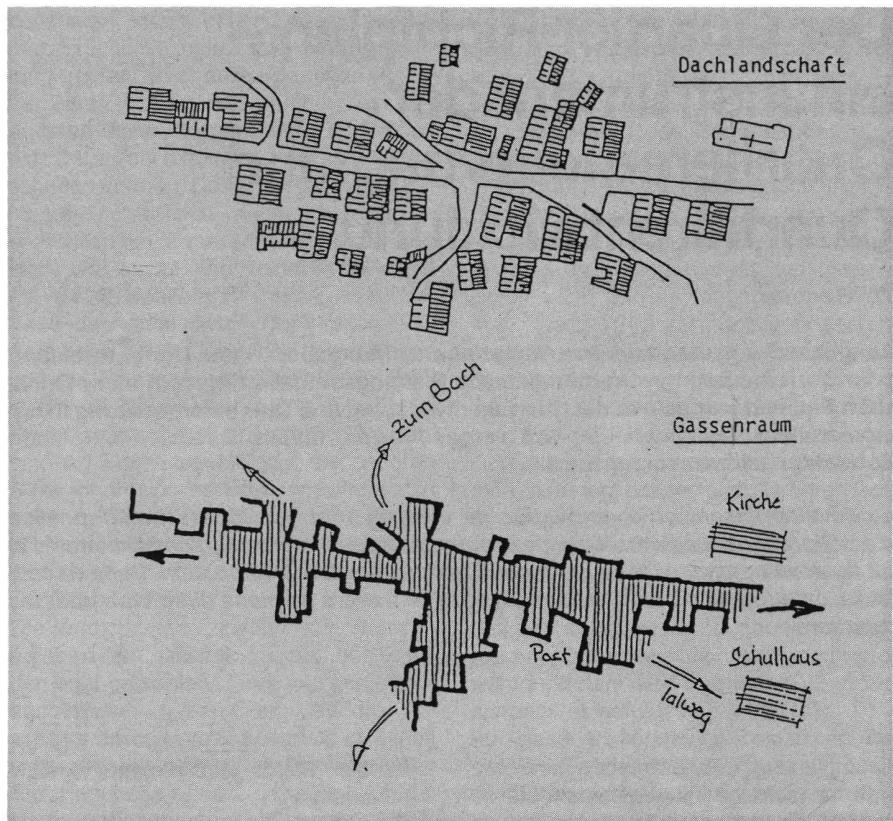 Dachlandschaft
zum Bach
Gassenraum
Kirche
Post
Schulhaus
Talweg